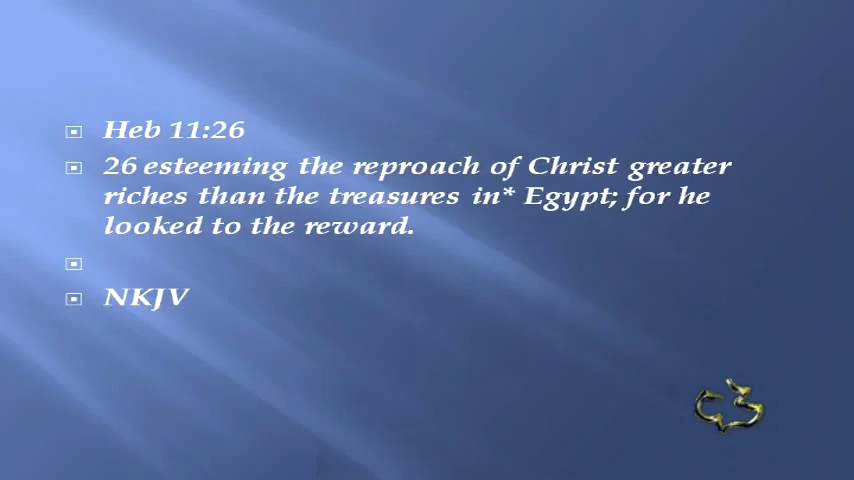 Heb 11:26
26 esteeming the reproach of Christ greater
riches than the treasures in* Egypt; for he
looked to the reward.
NKJV
C3